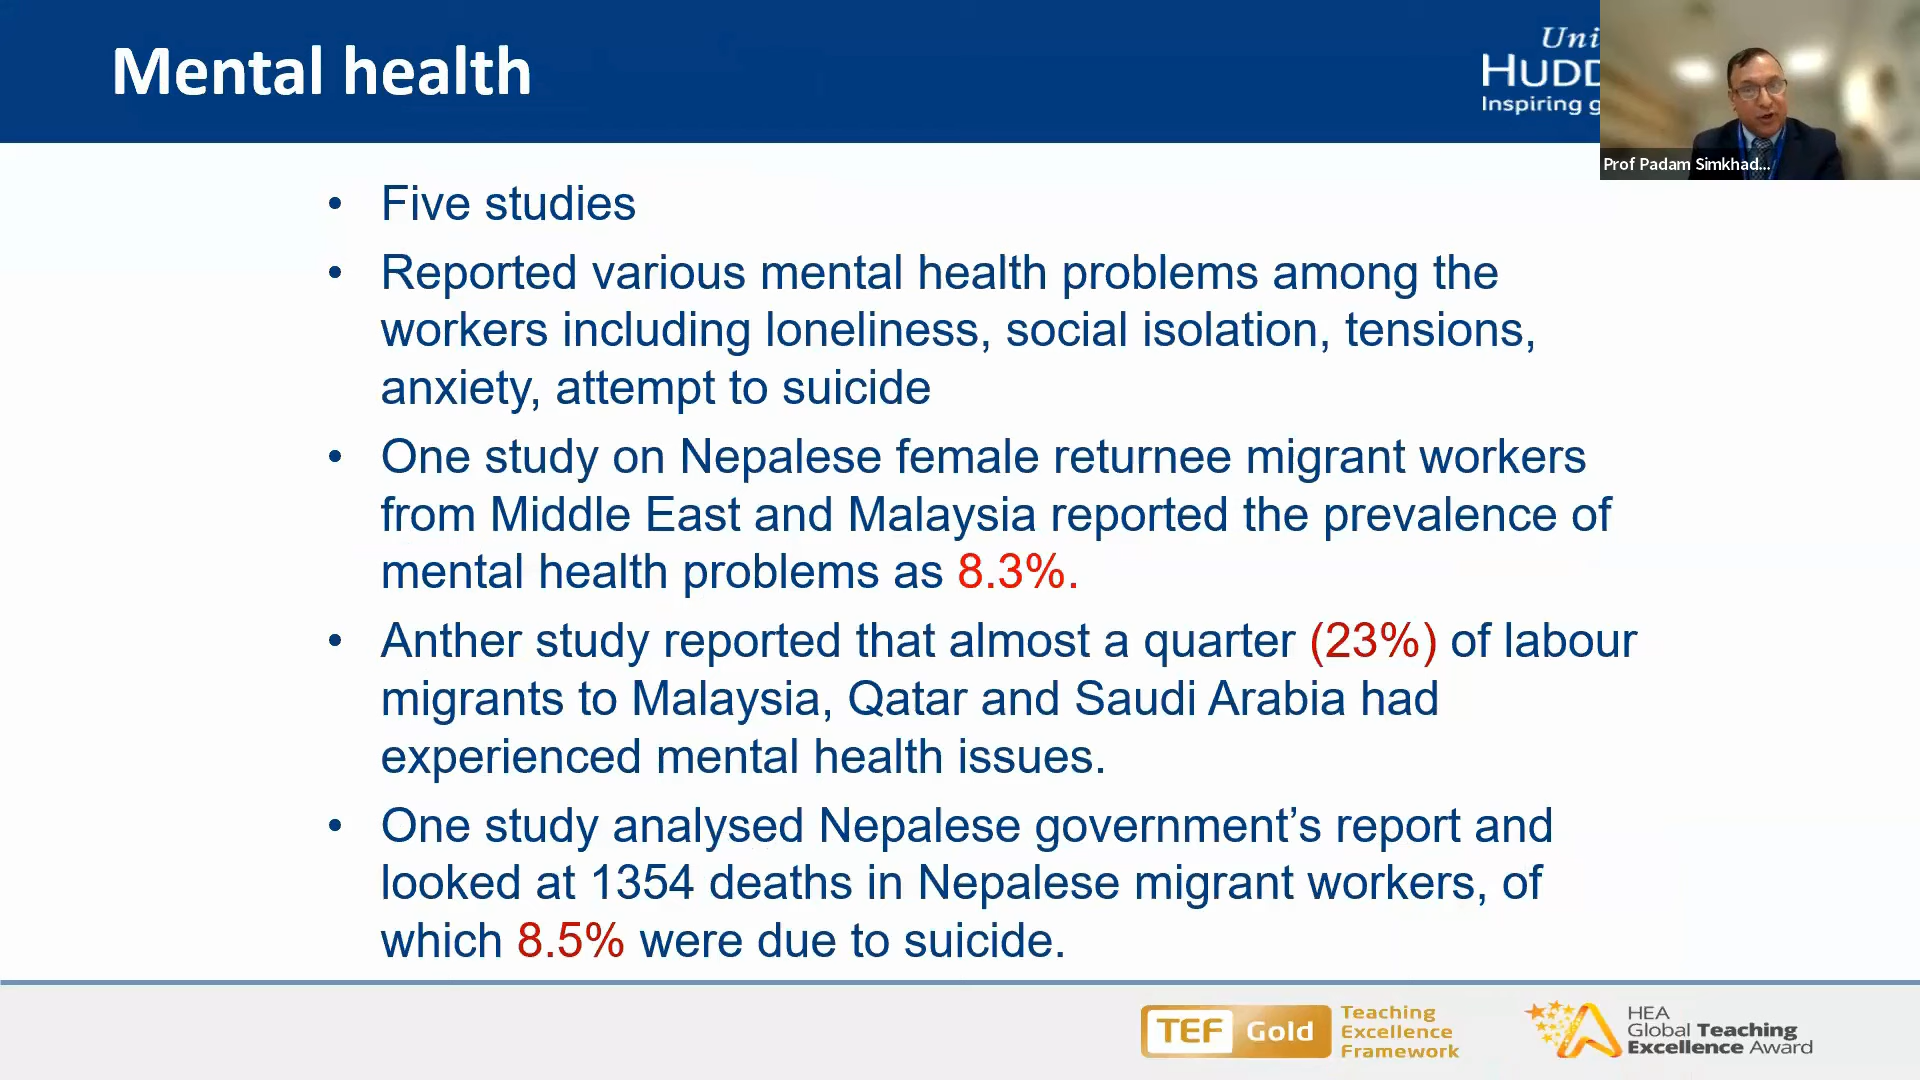 Mental health
Uni
HUDD
Inspiring g
Prof Padam Simkhad...
• Five studies
• Reported various mental health problems among the
workers including loneliness, social isolation, tensions,
anxiety, attempt to suicide
• One study on Nepalese female returnee migrant workers
from Middle East and Malaysia reported the prevalence of
mental health problems as 8.3%.
• Anther study reported that almost a quarter (23%) of labour
migrants to Malaysia, Qatar and Saudi Arabia had
experienced mental health issues.
• One study analysed Nepalese government’s report and
looked at 1354 deaths in Nepalese migrant workers, of
which 8.5% were due to suicide.
TEF Gold
Teaching
Excellence
Framework
HEA
Global Teaching
Excellence Award